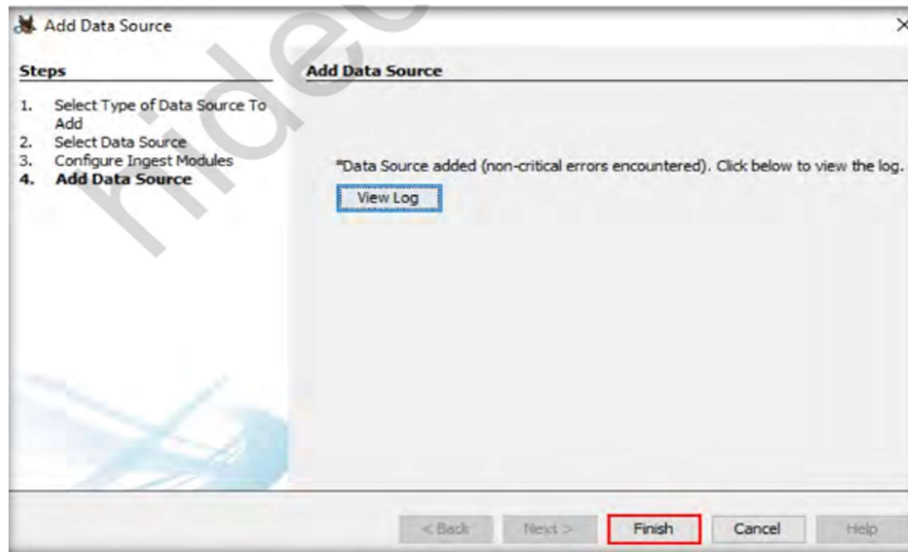 Add Data Source
Steps
1. Select Type of Data Source To
Add
2. Select Data Source
3. Configure Ingest Modules
4. Add Data Source
Add Data Source
*Data Source added (non-critical errors encountered). Click below to view the log.
View Log
< Back Next > Finish Cancel Help